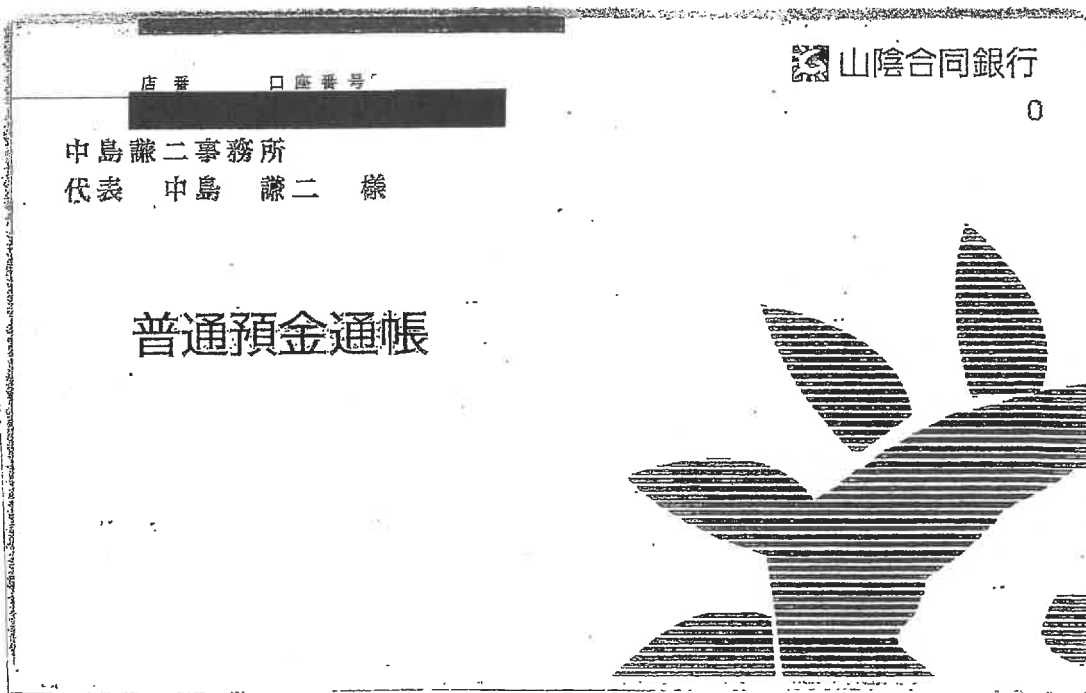 山陰合同銀行
0
店番 口座番号
中島謙二事務所
代表 中島 謙二 様
普通預金通帳